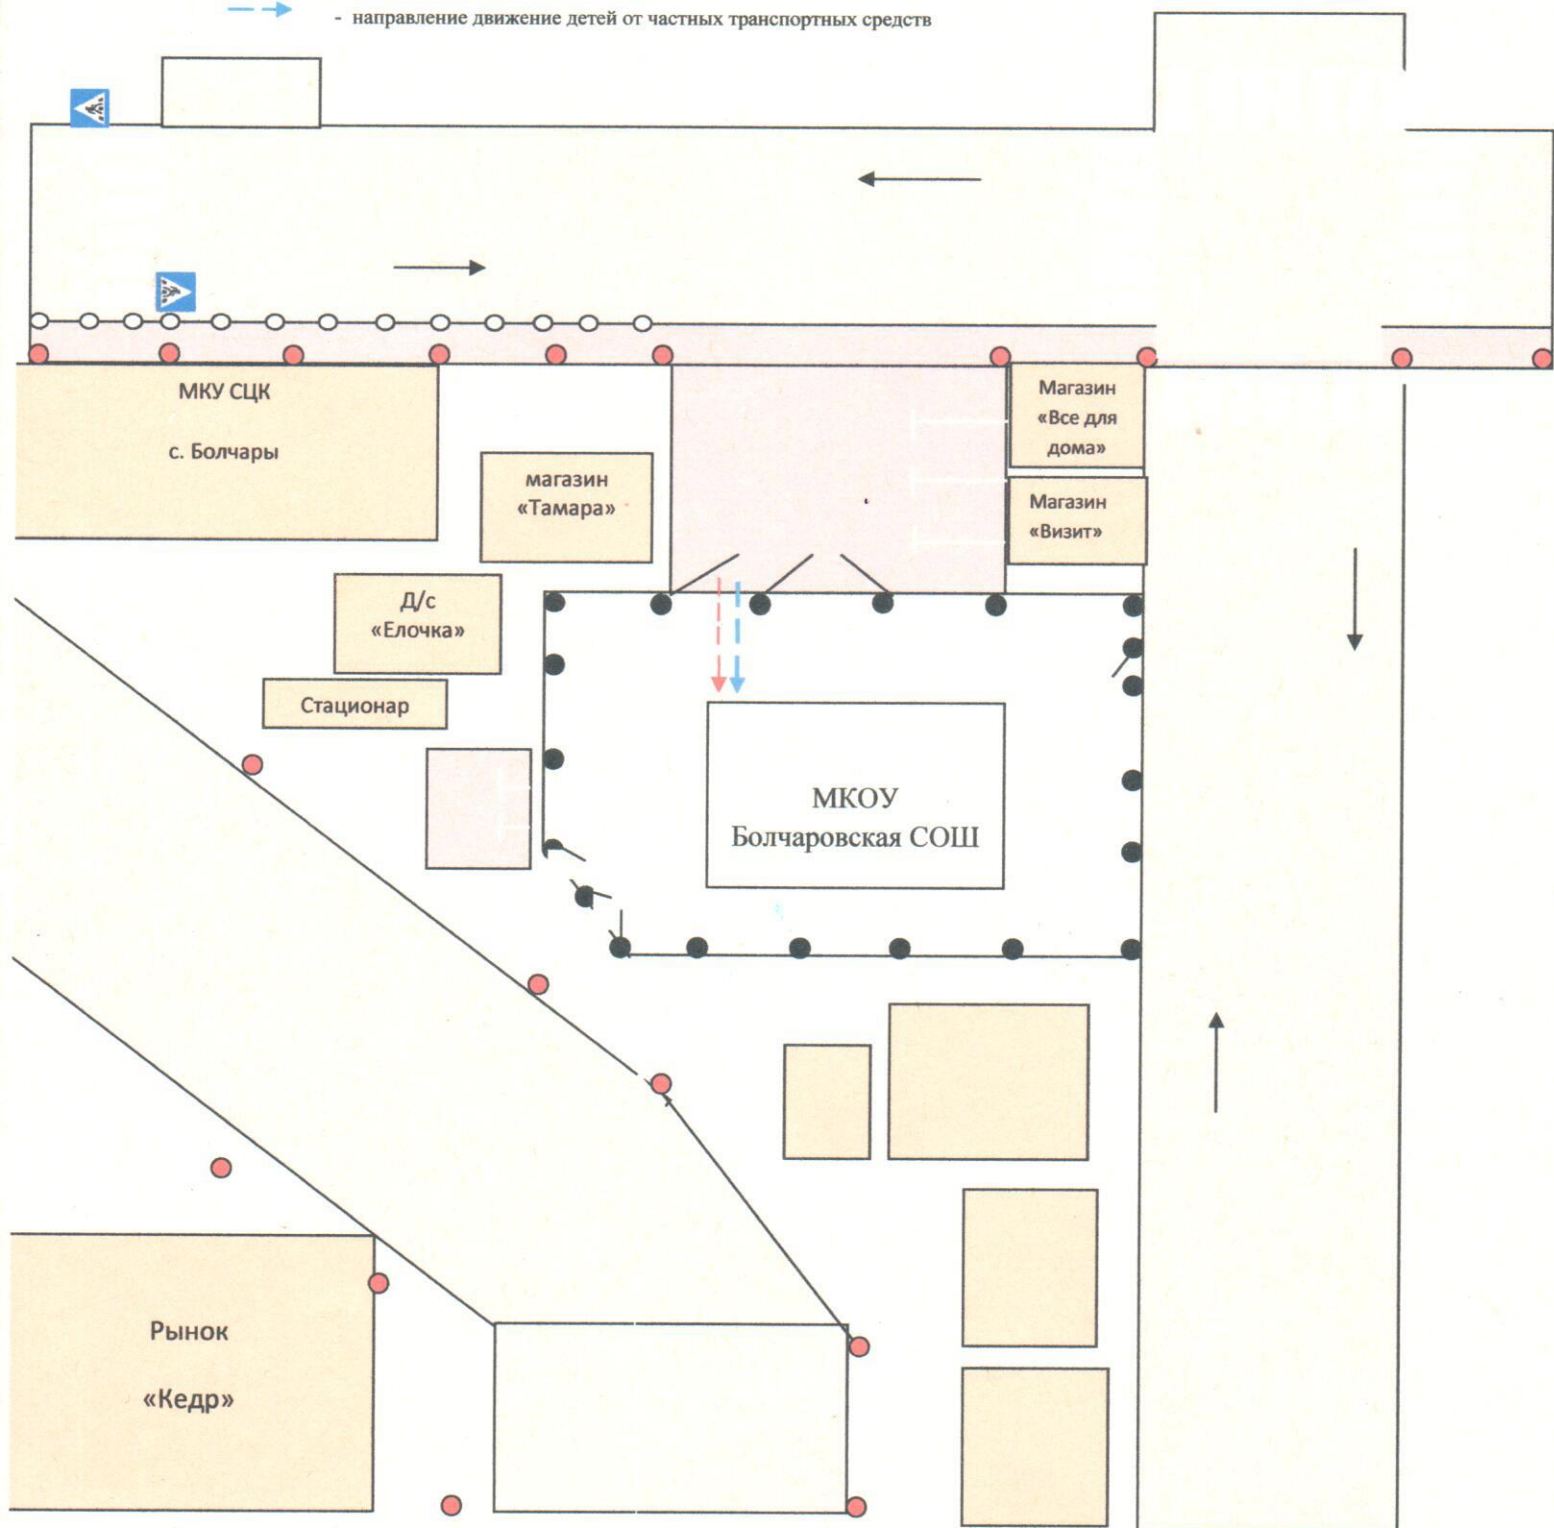 - направление движение детей от частных транспортных средств
МКУ СЦК
с. Болчары
магазин
«Тамара»
Магазин
«Все для
дома»
Магазин
«Визит»
Д/с
«Елочка»
Стационар
МКОУ
Болчаровская СОШ
Рынок
«Кедр»